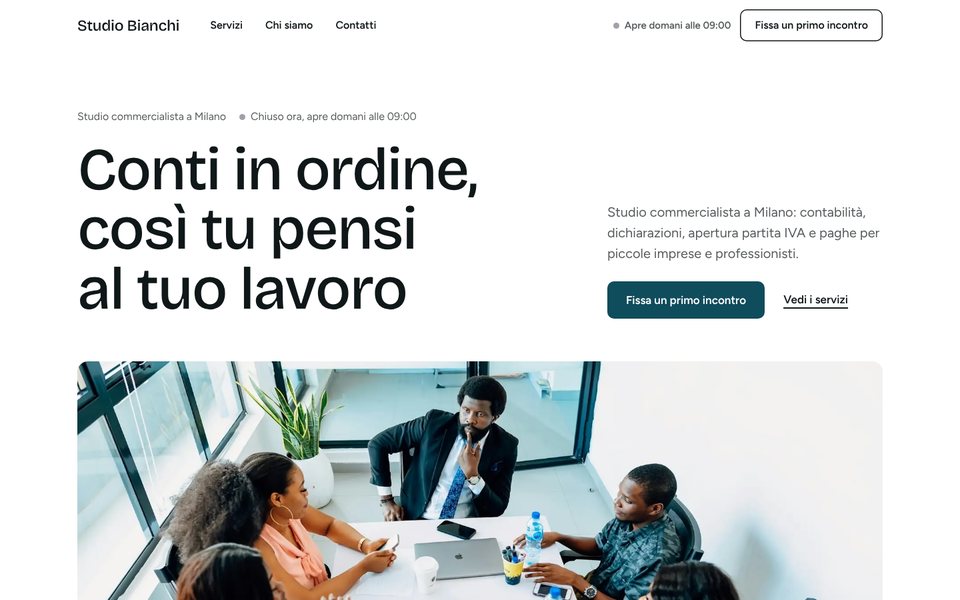 Studio Bianchi
Servizi
Chi siamo
Contatti
Apre domani alle 09:00
Fissa un primo incontro
Studio commercialista a Milano
Chiuso ora, apre domani alle 09:00
Conti in ordine,
così tu pensi
al tuo lavoro
Studio commercialista a Milano: contabilità,
dichiarazioni, apertura partita IVA e paghe per
piccole imprese e professionisti.
Fissa un primo incontro
Vedi i servizi